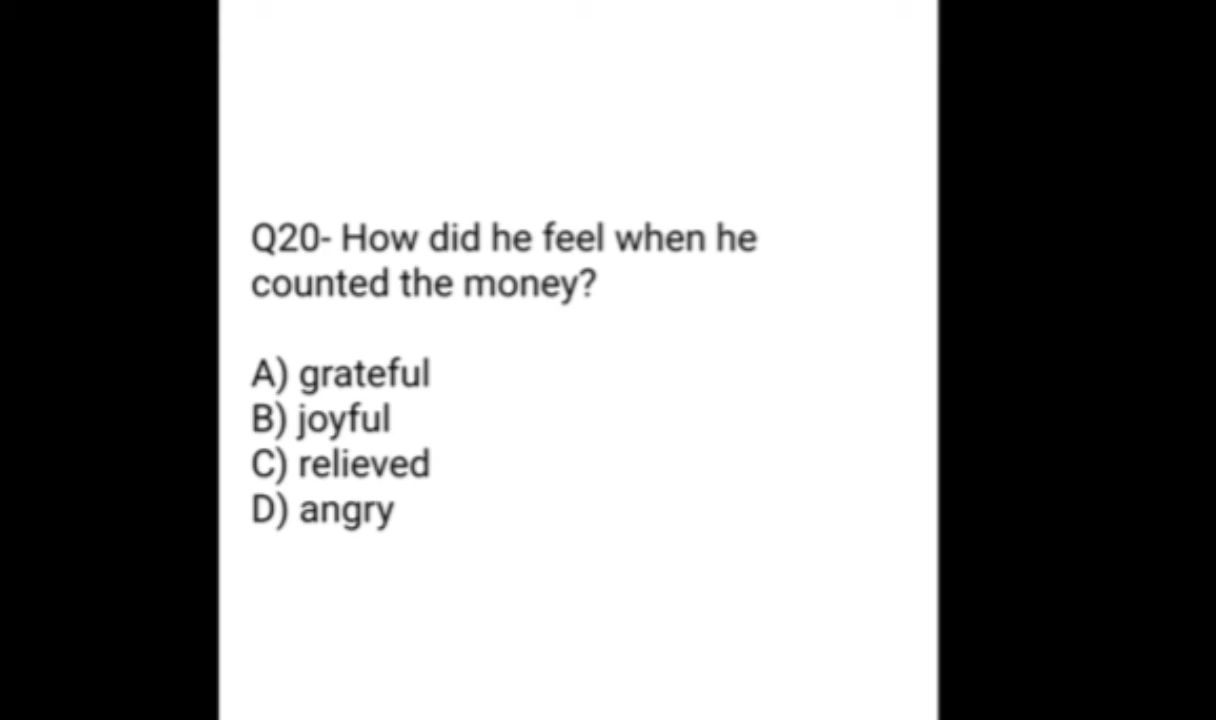 Q20- How did he feel when he
counted the money?
A) grateful
B) joyful
C) relieved
D) angry